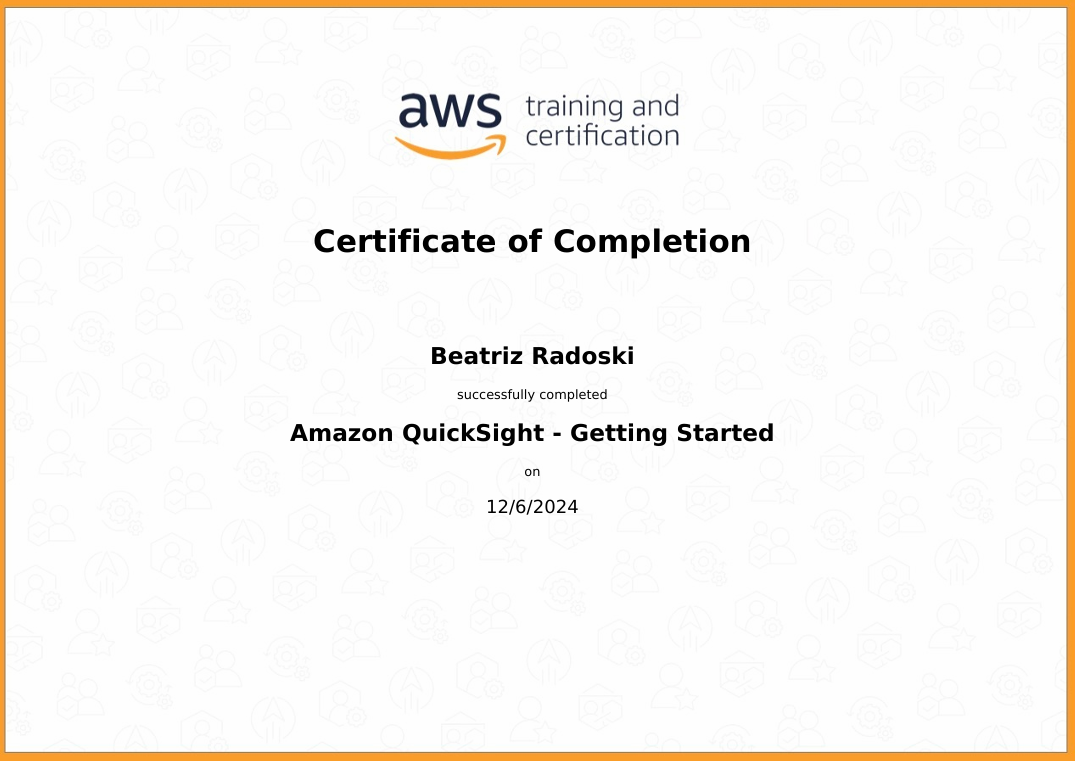 aws training and
certification
Certificate of Completion
Beatriz Radoski
successfully completed
Amazon QuickSight - Getting Started
on
12/6/2024